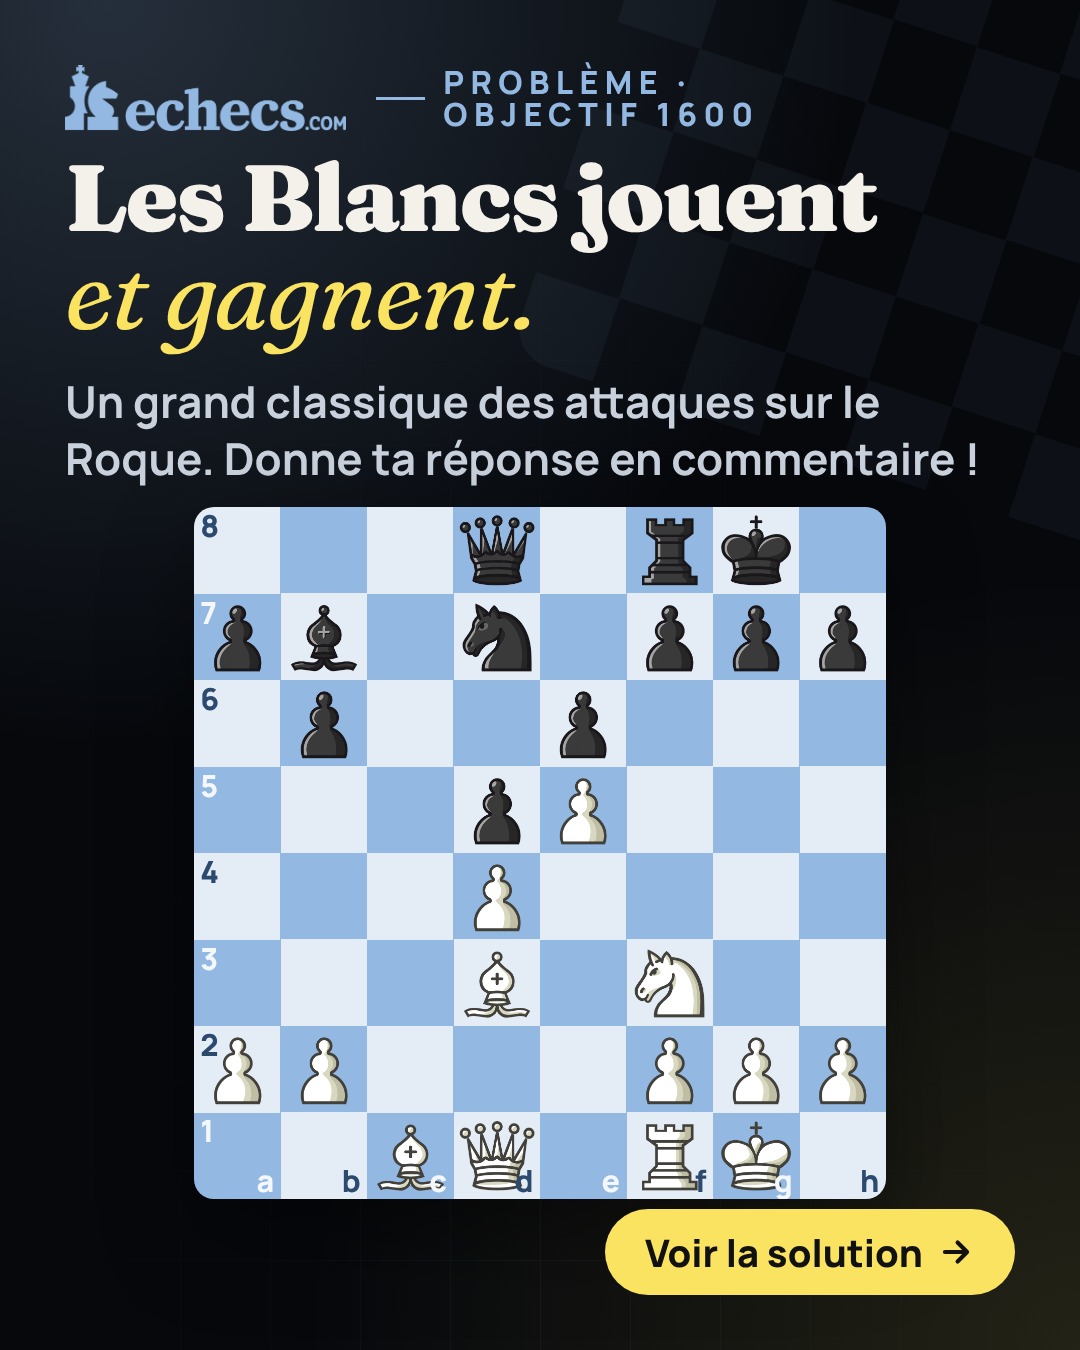 echecs.COM
PROBLÈME ·
OBJECTIF 1600
Les Blancs jouent
et gagnent.
Un grand classique des attaques sur le
Roque. Donne ta réponse en commentaire !
8
7
6
5
4
3
2
1
a b c d e f g h
Voir la solution →